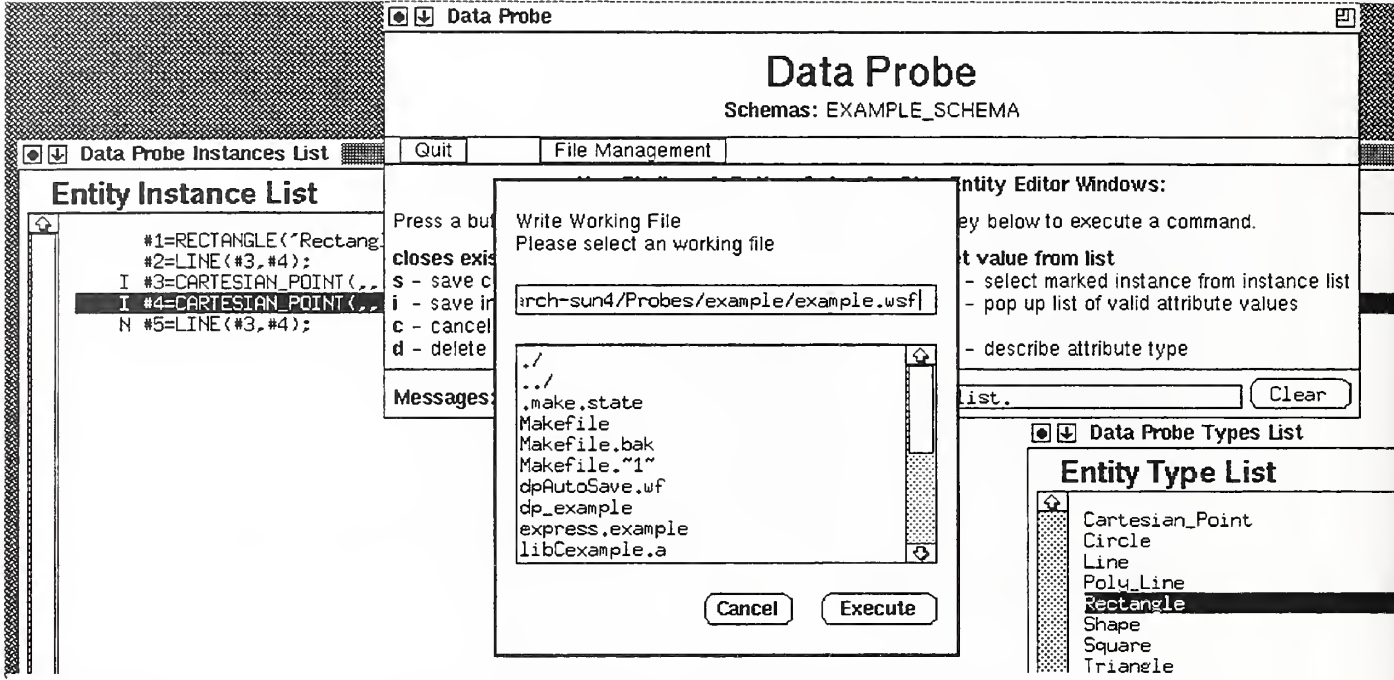 Data Probe
Data Probe
Schemas: EXAMPLE_SCHEMA
Quit
File Management
Entity Editor Windows:
Press a
ey below to execute a command.
closes
t value from list
s - save
- select marked instance from instance list
i - save
- pop up list of valid attribute values
c - cancel
d - delete
- describe attribute type
Messages:
list.
Clear
Data Probe Instances List
Entity Instance List
#1=RECTANGLE("Rectang
#2=LINE(#3,#4);
I #3=CARTESIAN_POINT(,,
I #4=CARTESIAN_POINT(,,
N #5=LINE(#3,#4);
Write Working File
Please select an working file
arch-sun4/Probes/example/example.wsf
./
../
.make.state
Makefile
Makefile.bak
Makefile.~1~
dpAutoSave.wf
dp_example
express.example
libCexample.a
Cancel
Execute
Data Probe Types List
Entity Type List
Cartesian_Point
Circle
Line
Poly_Line
Rectangle
Shape
Square
Triangle